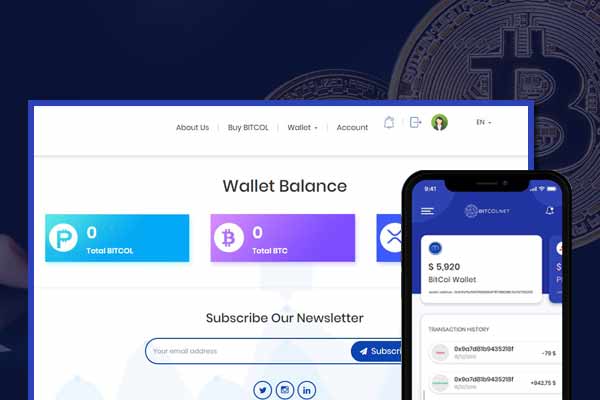 About Us
Buy BITCOL
Wallet
Account
EN
Wallet Balance
0
Total BITCOL
0
Total BTC
Subscribe Our Newsletter
Your email address
Subscri
9:41
BITCOLNET
$ 5,920
BitCol Wallet
$
TRANSACTION HISTORY
0x9a7d81b9435218f
-79 $
0x9a7d81b9435218f
+942.75 $